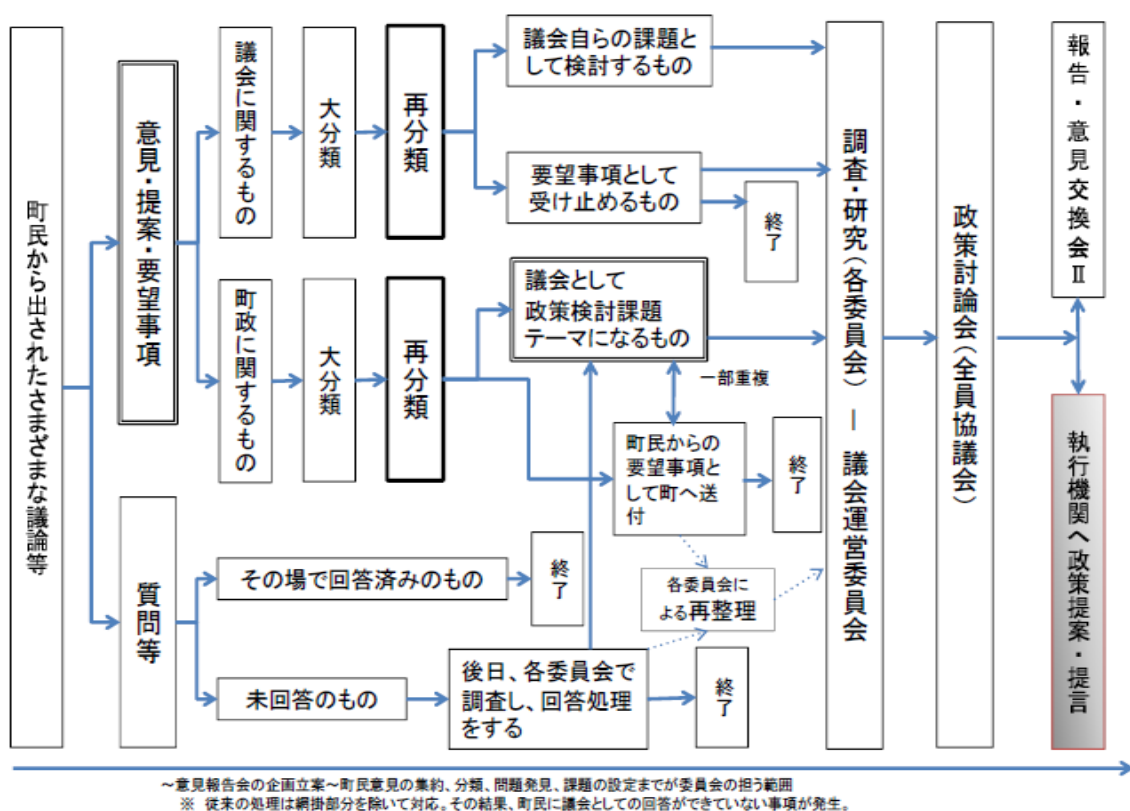 町民から出されたさまざまな議論等
意見・提案・要望事項
議会に関するもの
大分類
再分類
議会自らの課題と
して検討するもの
要望事項として
受け止めるもの
終了
町政に関するもの
大分類
再分類
議会として
政策検討課題
テーマになるもの
一部重複
町民からの
要望事項と
して町へ送
付
終了
質問等
その場で回答済みのもの
終了
各委員会に
よる再整理
未回答のもの
後日、各委員会で
調査し、回答処理
をする
終了
調査・研究(各委員会) ― 議会運営委員会
政策討論会(全員協議会)
報告・意見交換会Ⅱ
執行機関へ政策提案・提言
~意見報告会の企画立案~町民意見の集約、分類、問題発見、課題の設定までが委員会の担う範囲
※ 従来の処理は網掛部分を除いて対応。その結果、町民に議会としての回答ができていない事項が発生。